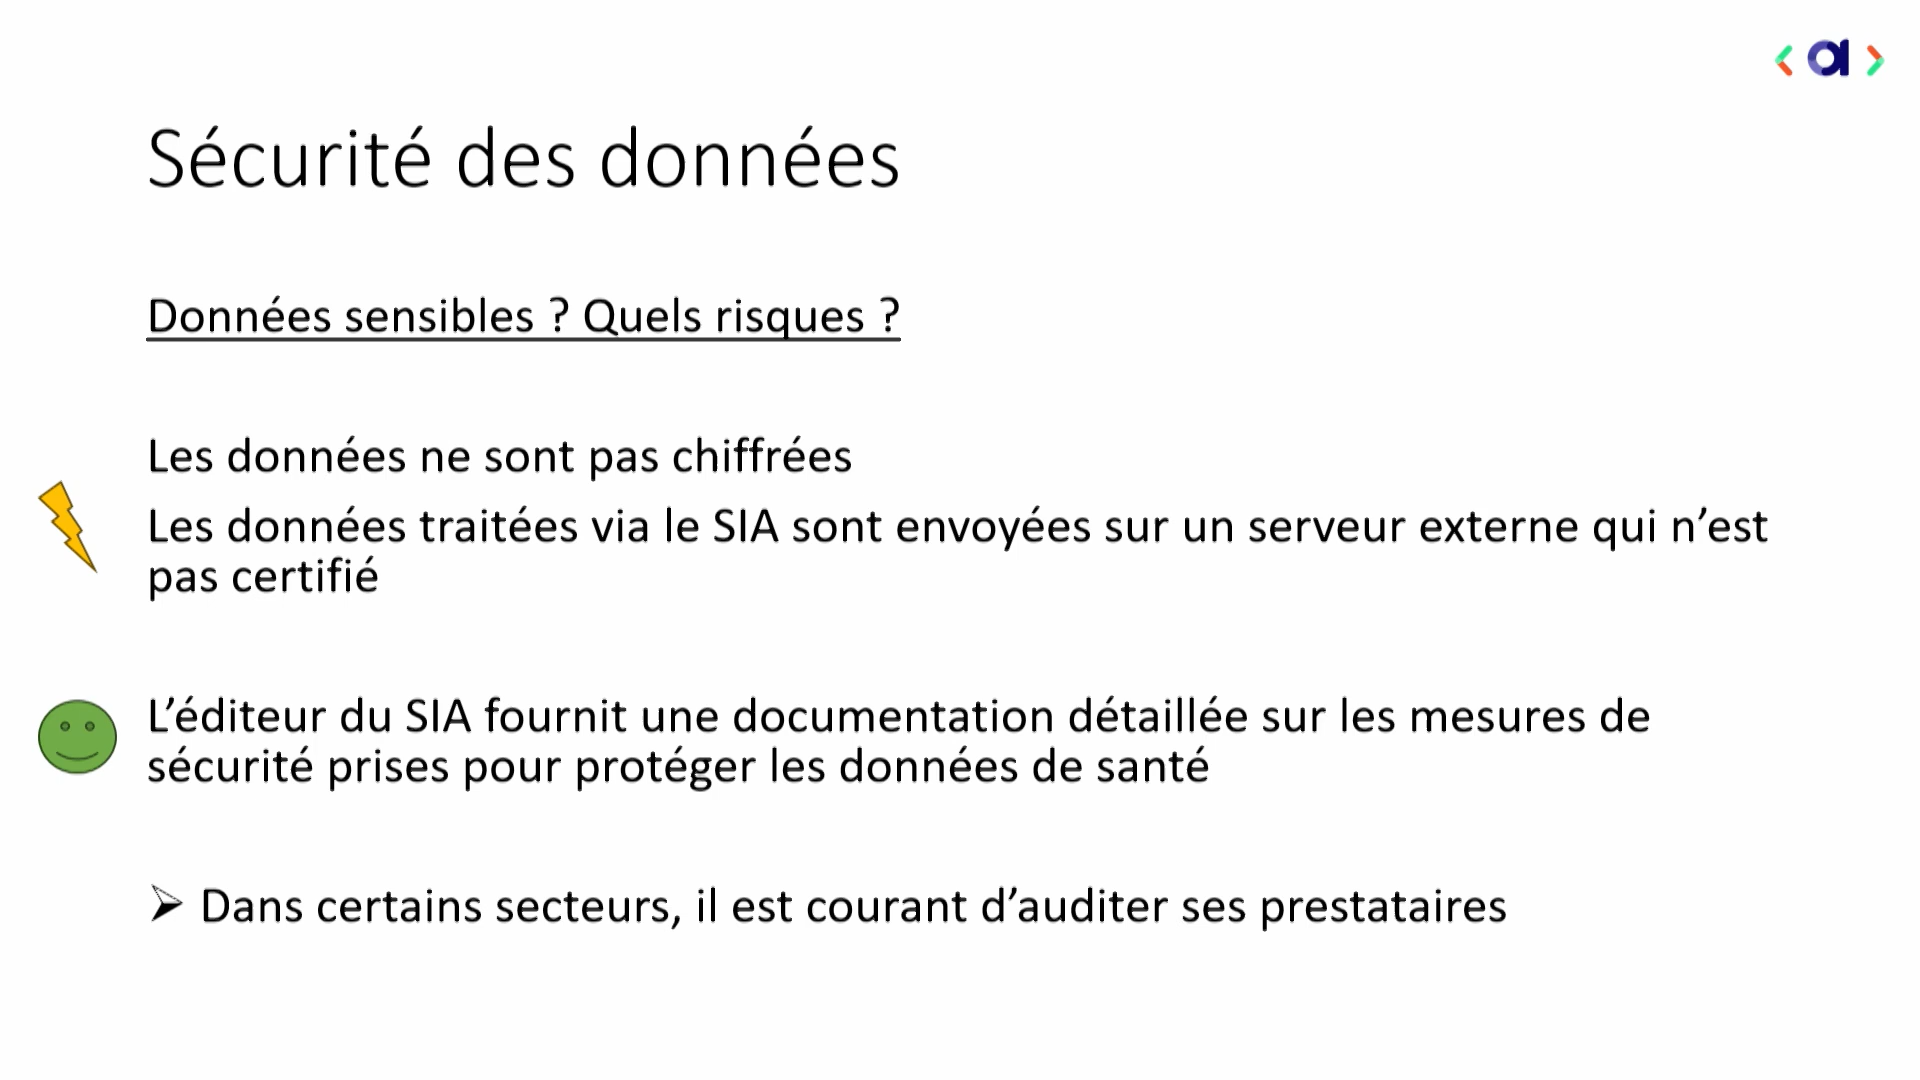 Sécurité des données
Données sensibles ? Quels risques ?
Les données ne sont pas chiffrées
Les données traitées via le SIA sont envoyées sur un serveur externe qui n’est
pas certifié
L’éditeur du SIA fournit une documentation détaillée sur les mesures de
sécurité prises pour protéger les données de santé
➢ Dans certains secteurs, il est courant d’auditer ses prestataires